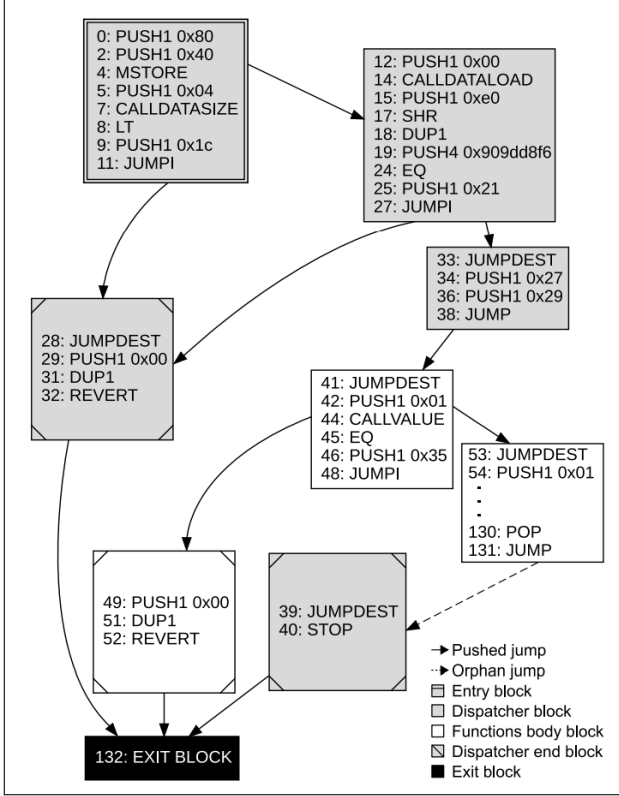 0: PUSH1 0x80
2: PUSH1 0x40
4: MSTORE
5: PUSH1 0x04
7: CALLDATASIZE
8: LT
9: PUSH1 0x1c
11: JUMPI
12: PUSH1 0x00
14: CALLDATALOAD
15: PUSH1 0xe0
17: SHR
18: DUP1
19: PUSH4 0x909dd8f6
24: EQ
25: PUSH1 0x21
27: JUMPI
33: JUMPDEST
34: PUSH1 0x27
36: PUSH1 0x29
38: JUMP
28: JUMPDEST
29: PUSH1 0x00
31: DUP1
32: REVERT
41: JUMPDEST
42: PUSH1 0x01
44: CALLVALUE
45: EQ
46: PUSH1 0x35
48: JUMPI
53: JUMPDEST
54: PUSH1 0x01
.
.
.
130: POP
131: JUMP
49: PUSH1 0x00
51: DUP1
52: REVERT
39: JUMPDEST
40: STOP
132: EXIT BLOCK
Pushed jump
Orphan jump
Entry block
Dispatcher block
Functions body block
Dispatcher end block
Exit block